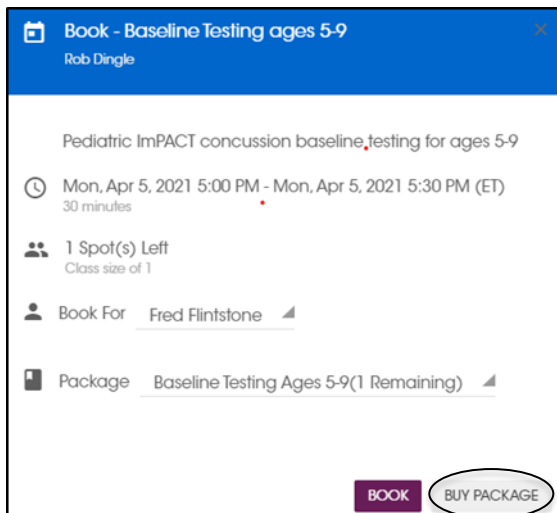 Book - Baseline Testing ages 5-9
Rob Dingle
Pediatric ImPACT concussion baseline testing for ages 5-9
Mon, Apr 5, 2021 5:00 PM - Mon, Apr 5, 2021 5:30 PM (ET)
30 minutes
1 Spot(s) Left
Class size of 1
Book For Fred Flintstone
Package Baseline Testing Ages 5-9(1 Remaining)
BOOK BUY PACKAGE